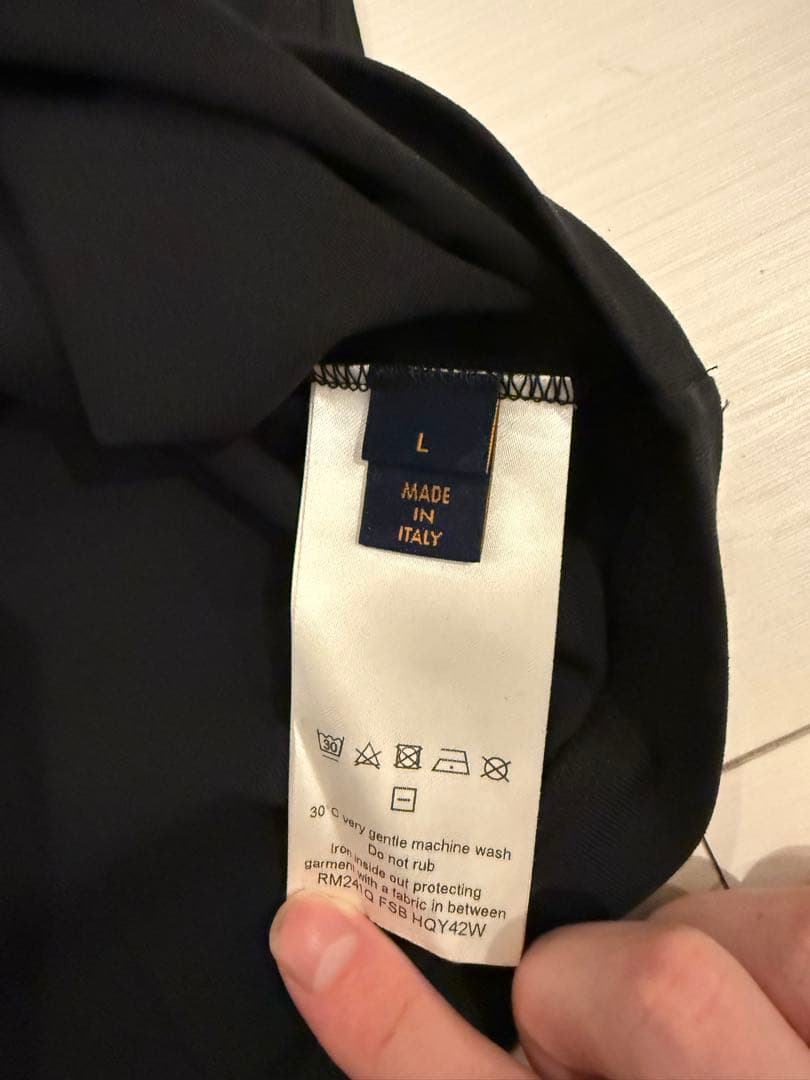 L
MADE
IN
ITALY
30
30°C very gentle machine wash
Do not rub
Iron inside out protecting
garment with a fabric in between
RM241Q FSB HQY42W